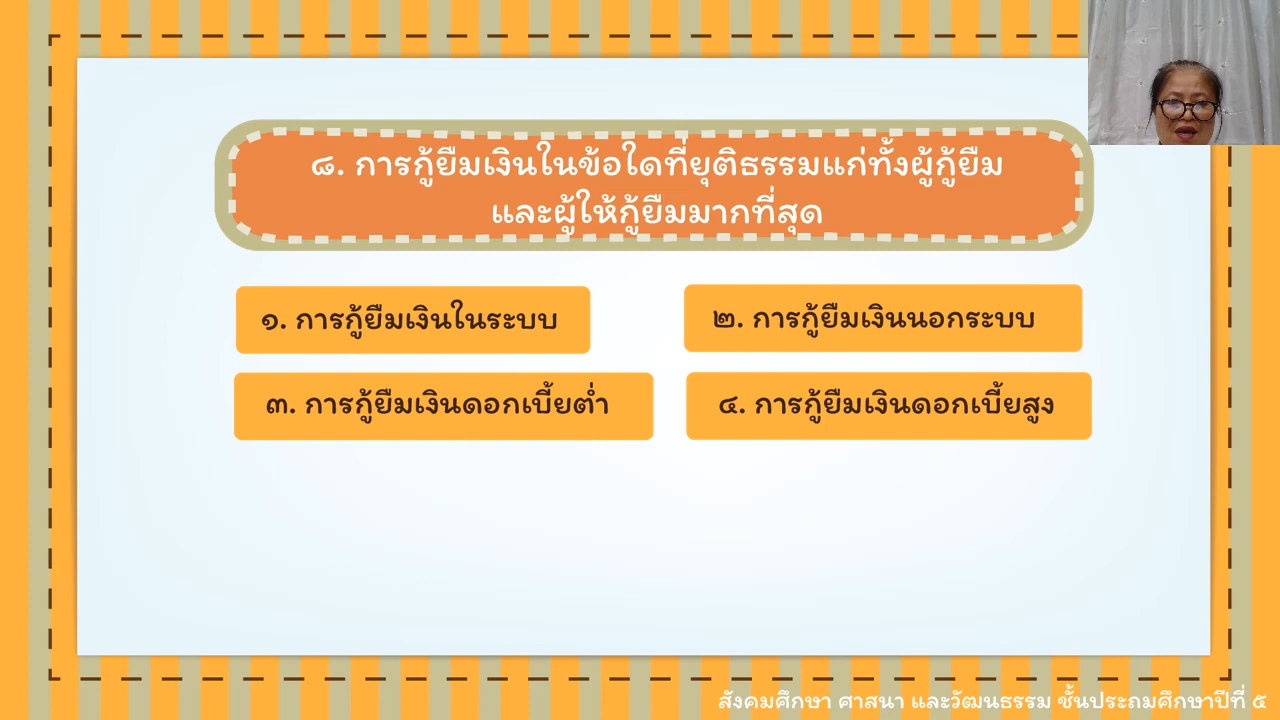 ๘. การกู้ยืมเงินในข้อใดที่ยุติธรรมแก่ทั้งผู้กู้ยืม
และผู้ให้กู้ยืมมากที่สุด
๑. การกู้ยืมเงินในระบบ
๒. การกู้ยืมเงินนอกระบบ
๓. การกู้ยืมเงินดอกเบี้ยต่ำ
๔. การกู้ยืมเงินดอกเบี้ยสูง
สังคมศึกษา ศาสนา และวัฒนธรรม ชั้นประถมศึกษาปีที่ ๕